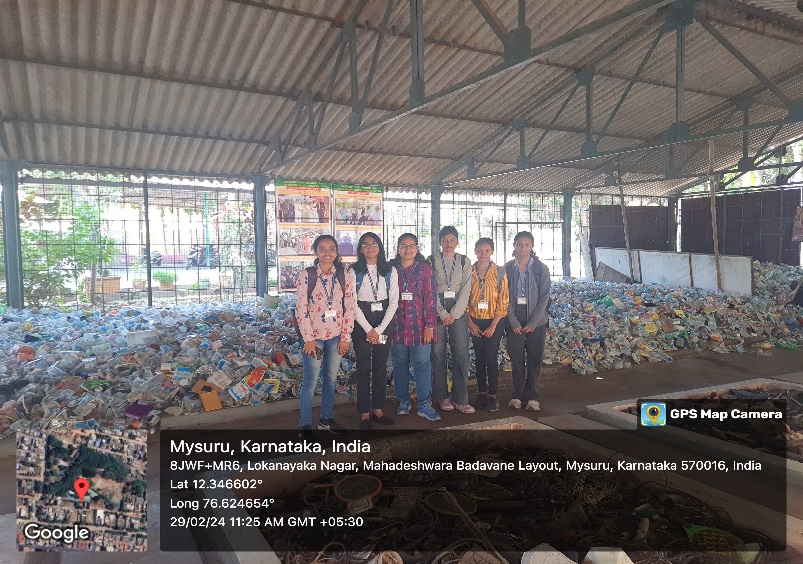 GPS Map Camera
Mysuru, Karnataka, India
8JWF+MR6, Lokanayaka Nagar, Mahadeshwara Badavane Layout, Mysuru, Karnataka 570016, India
Lat 12.346602°
Long 76.624654°
29/02/24 11:25 AM GMT +05:30
Google